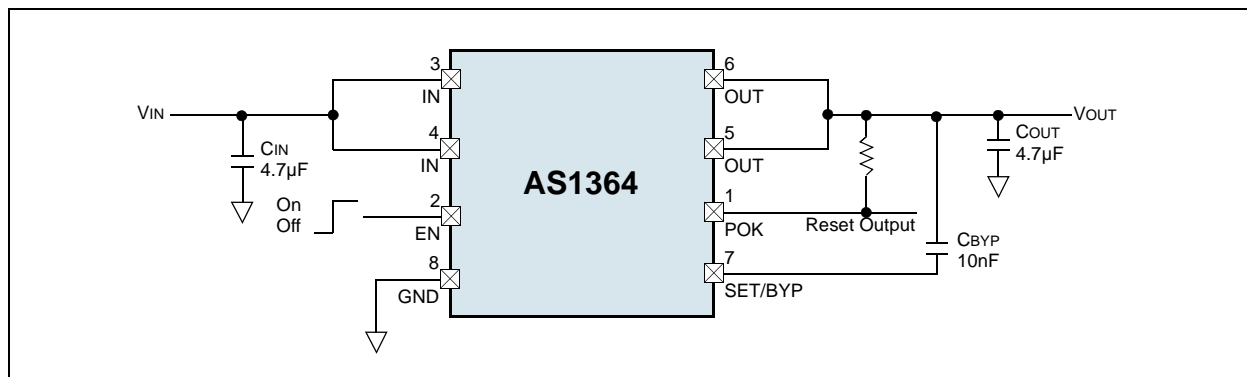 3
IN
4
IN
VIN
CIN
4.7µF
On
Off
2
EN
8
GND
AS1364
6
OUT
5
OUT
1
POK
7
SET/BYP
Reset Output
VOUT
COUT
4.7µF
CBYP
10nF